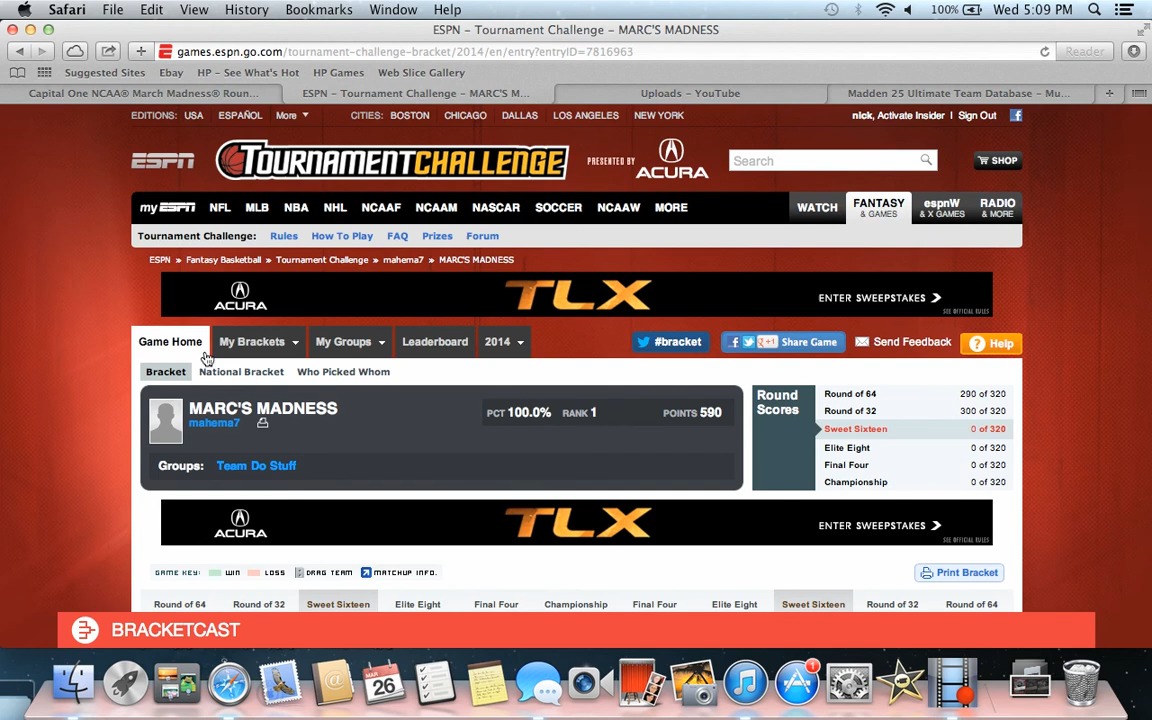 Safari File Edit View History Bookmarks Window Help 100% Wed 5:09 PM
ESPN - Tournament Challenge - MARC'S MADNESS
games.espn.go.com/tournament-challenge-bracket/2014/en/entry?entryID=7816963 Reader
Suggested Sites Ebay HP - See What's Hot HP Games Web Slice Gallery
Capital One NCAA® March Madness® Roun... ESPN - Tournament Challenge - MARC'S M... Uploads - YouTube Madden 25 Ultimate Team Database - Mu...
EDITIONS: USA ESPAÑOL More CITIES: BOSTON CHICAGO DALLAS LOS ANGELES NEW YORK nick, Activate Insider | Sign Out f
ESPN TOURNAMENTCHALLENGE PRESENTED BY ACURA Search SHOP
myESPN NFL MLB NBA NHL NCAAF NCAAM NASCAR SOCCER NCAAW MORE WATCH FANTASY & GAMES espnW & X GAMES RADIO & MORE
Tournament Challenge: Rules How To Play FAQ Prizes Forum
ESPN » Fantasy Basketball » Tournament Challenge » mahema7 » MARC'S MADNESS
ACURA TLX ENTER SWEEPSTAKES
SEE OFFICIAL RULES
Game Home My Brackets My Groups Leaderboard 2014 #bracket f g+1 Share Game Send Feedback ? Help
Bracket National Bracket Who Picked Whom
MARC'S MADNESS PCT 100.0% RANK 1 POINTS 590
mahema7
Groups: Team Do Stuff
Round Scores
Round of 64 290 of 320
Round of 32 300 of 320
Sweet Sixteen 0 of 320
Elite Eight 0 of 320
Final Four 0 of 320
Championship 0 of 320
ACURA TLX ENTER SWEEPSTAKES
SEE OFFICIAL RULES
GAME KEY: WIN LOSS DRAG TEAM MATCHUP INFO. Print Bracket
Round of 64 Round of 32 Sweet Sixteen Elite Eight Final Four Championship Final Four Elite Eight Sweet Sixteen Round of 32 Round of 64
BRACKETCAST
MAR
26
1